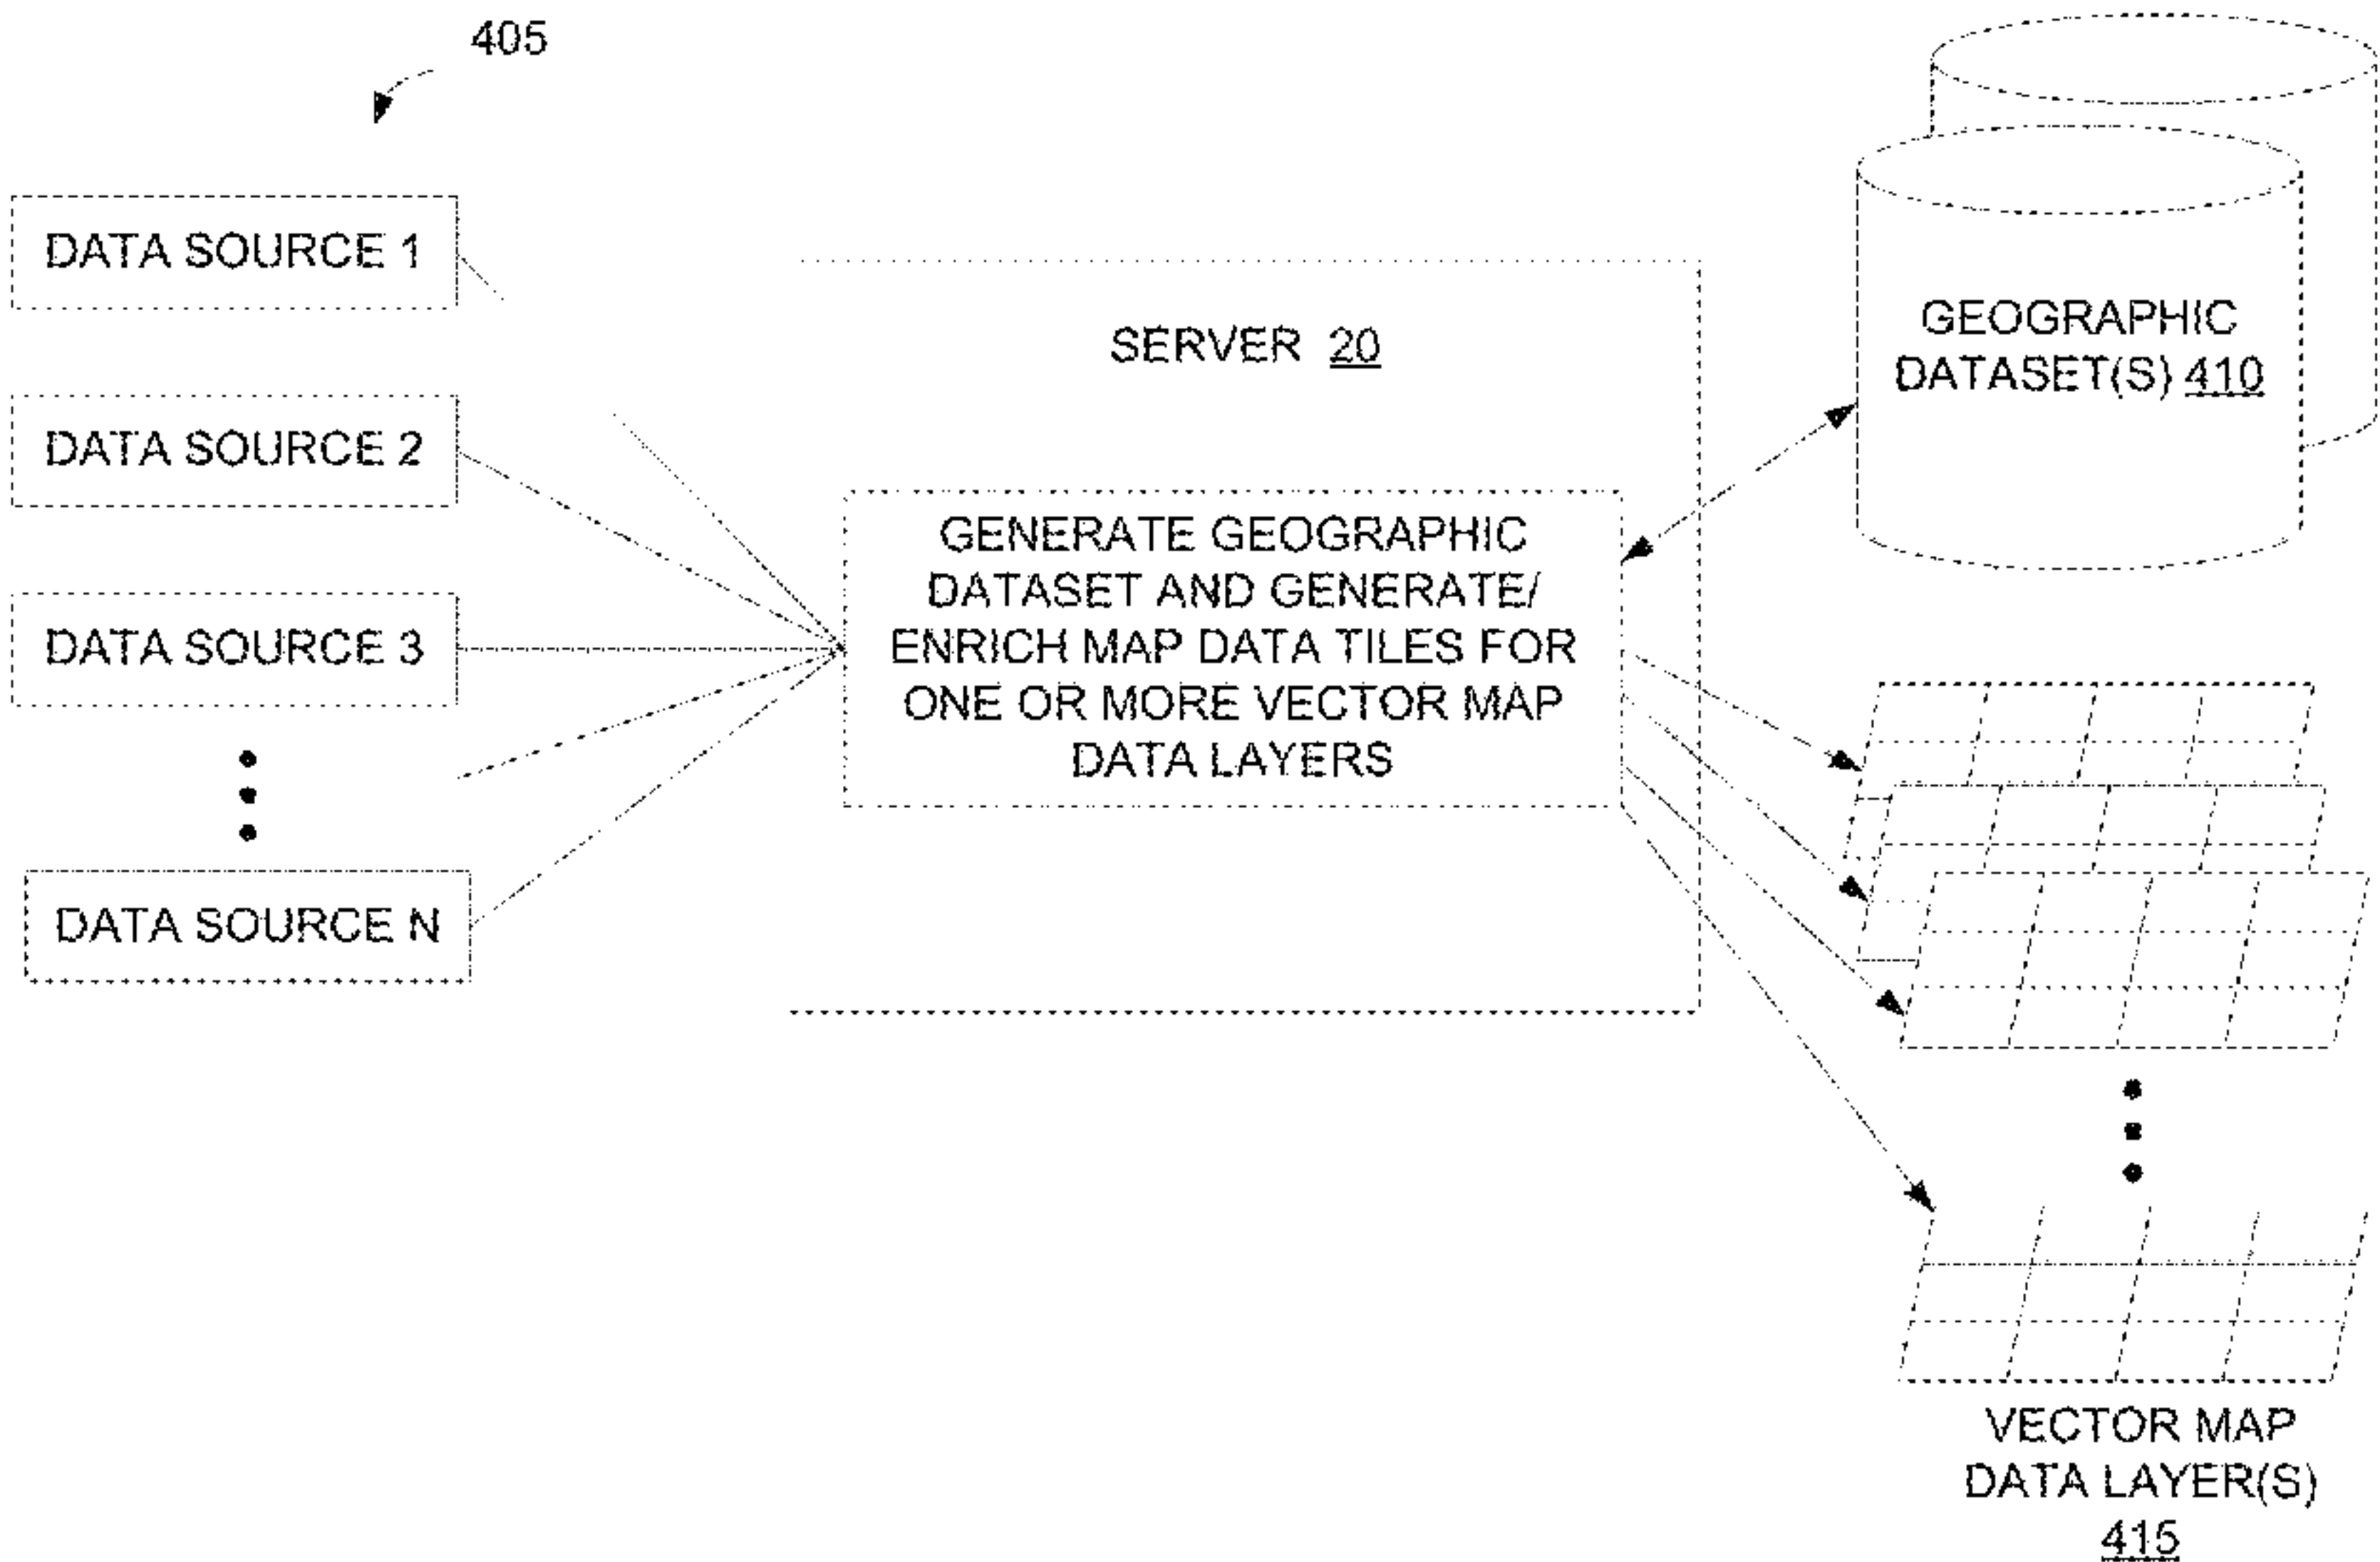 405
DATA SOURCE 1
DATA SOURCE 2
DATA SOURCE 3
DATA SOURCE N
SERVER 20
GENERATE GEOGRAPHIC
DATASET AND GENERATE/
ENRICH MAP DATA TILES FOR
ONE OR MORE VECTOR MAP
DATA LAYERS
GEOGRAPHIC
DATASET(S) 410
VECTOR MAP
DATA LAYER(S)
415